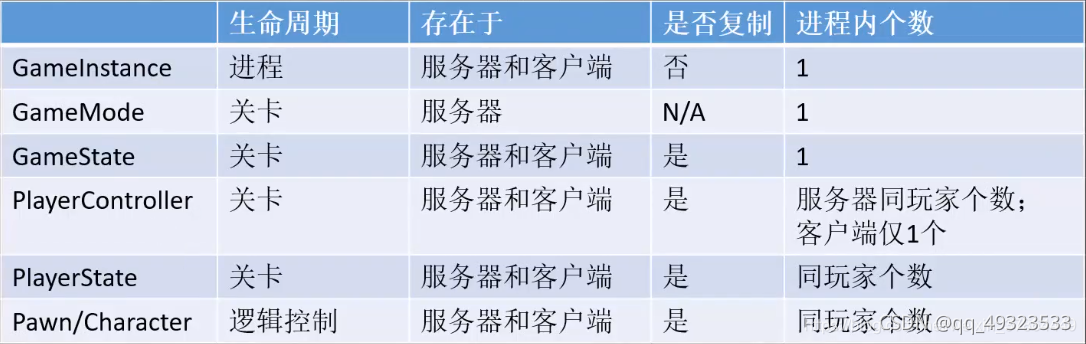 生命周期 存在于 是否复制 进程内个数
GameInstance 进程 服务器和客户端 否 1
GameMode 关卡 服务器 N/A 1
GameState 关卡 服务器和客户端 是 1
PlayerController 关卡 服务器和客户端 是 服务器同玩家个数；
客户端仅1个
PlayerState 关卡 服务器和客户端 是 同玩家个数
Pawn/Character 逻辑控制 服务器和客户端 是 同玩家个数
CSDN @qq_49323533